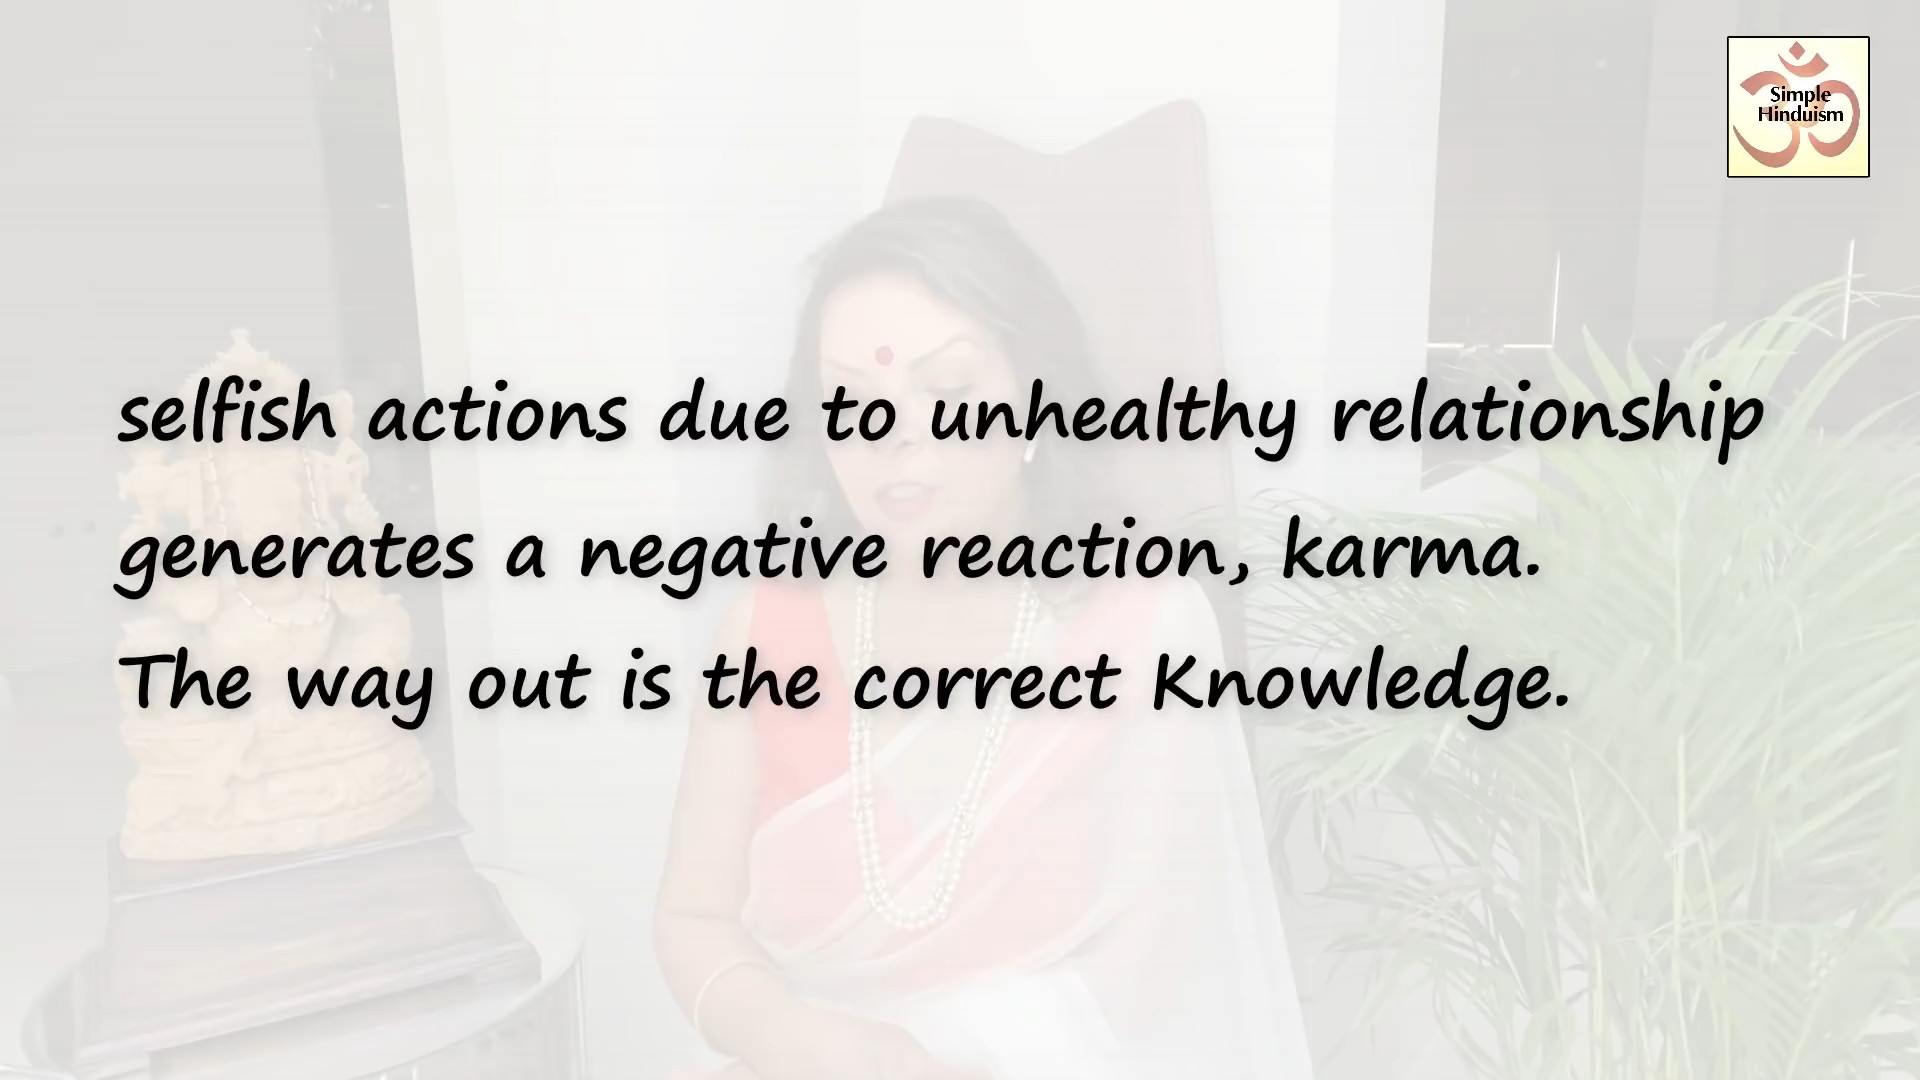 Simple
Hinduism
selfish actions due to unhealthy relationship
generates a negative reaction, karma.
The way out is the correct Knowledge.